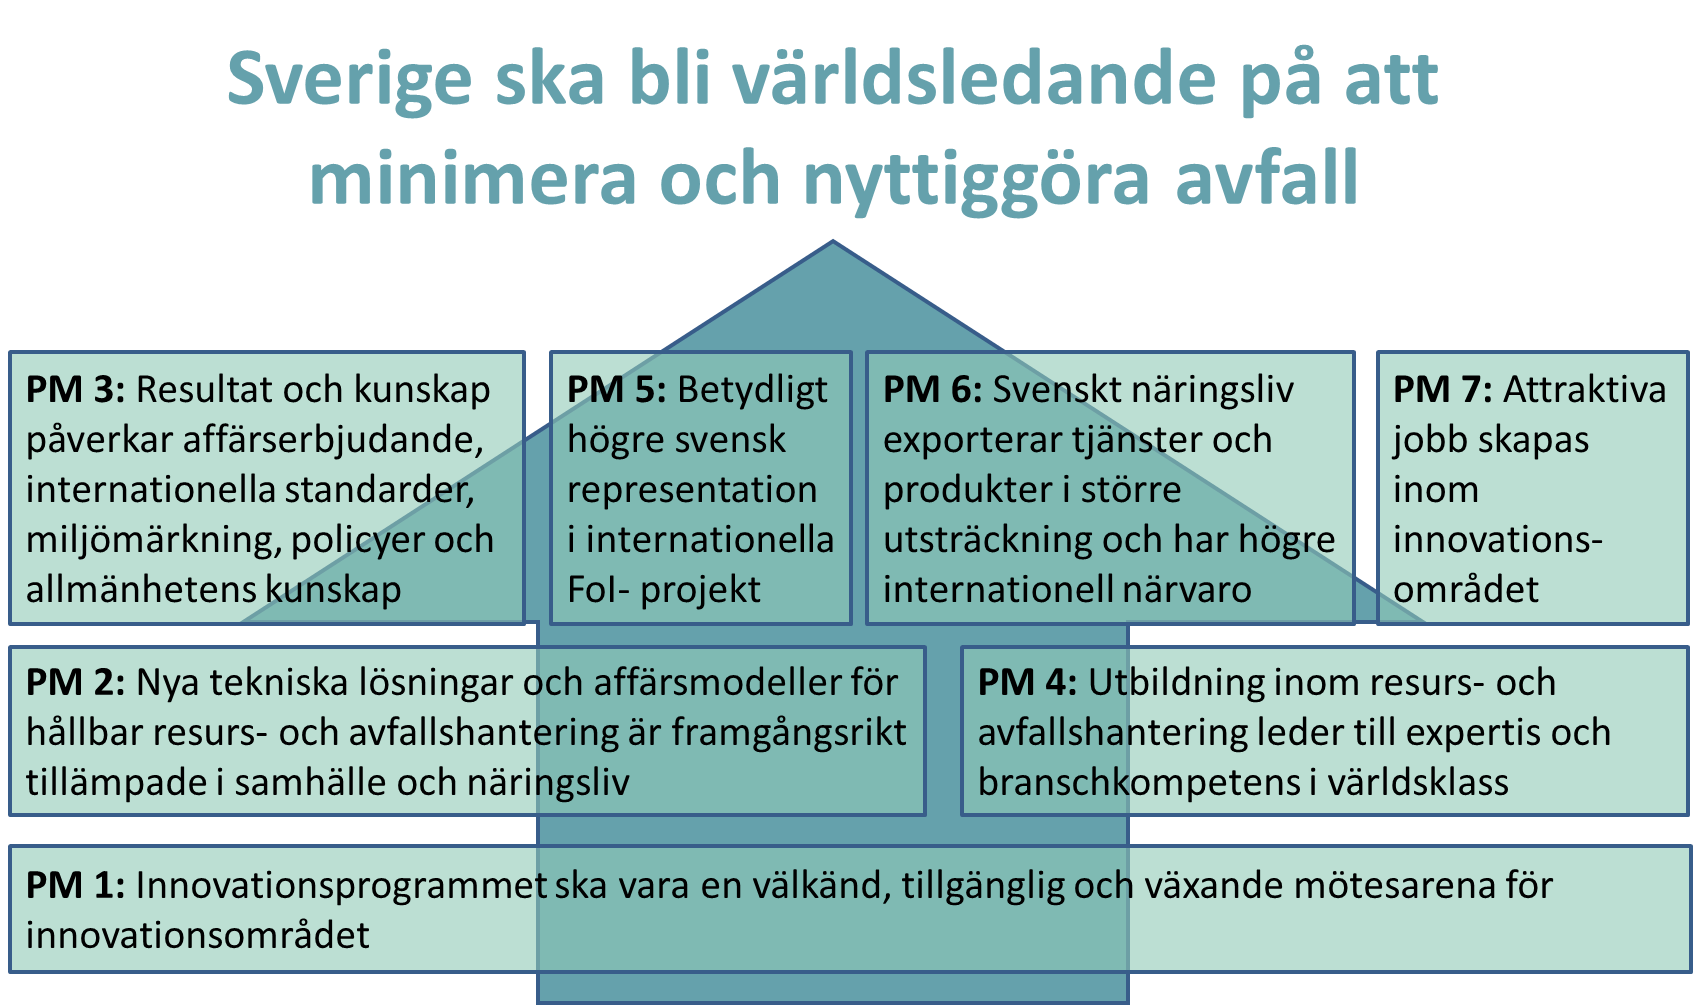 Sverige ska bli världsledande på att
minimera och nyttiggöra avfall
PM 3: Resultat och kunskap
påverkar affärserbjudande,
internationella standarder,
miljömärkning, policyer och
allmänhetens kunskap
PM 5: Betydligt
högre svensk
representation
i internationella
FoI- projekt
PM 6: Svenskt näringsliv
exporterar tjänster och
produkter i större
utsträckning och har högre
internationell närvaro
PM 7: Attraktiva
jobb skapas
inom
innovations-
området
PM 2: Nya tekniska lösningar och affärsmodeller för
hållbar resurs- och avfallshantering är framgångsrikt
tillämpade i samhälle och näringsliv
PM 4: Utbildning inom resurs- och
avfallshantering leder till expertis och
branschkompetens i världsklass
PM 1: Innovationsprogrammet ska vara en välkänd, tillgänglig och växande mötesarena för
innovationsområdet